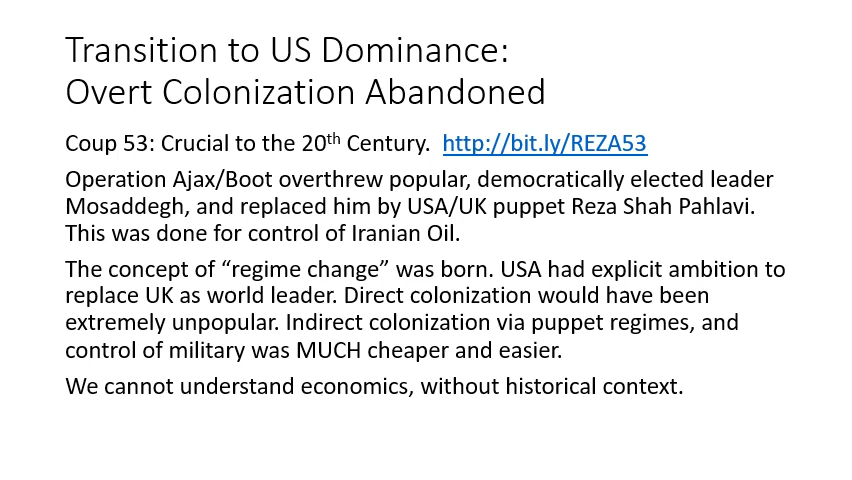 Transition to US Dominance:
Overt Colonization Abandoned
Coup 53: Crucial to the 20th Century.  http://bit.ly/REZA53
Operation Ajax/Boot overthrew popular, democratically elected leader
Mosaddegh, and replaced him by USA/UK puppet Reza Shah Pahlavi.
This was done for control of Iranian Oil.
The concept of “regime change” was born. USA had explicit ambition to
replace UK as world leader. Direct colonization would have been
extremely unpopular. Indirect colonization via puppet regimes, and
control of military was MUCH cheaper and easier.
We cannot understand economics, without historical context.